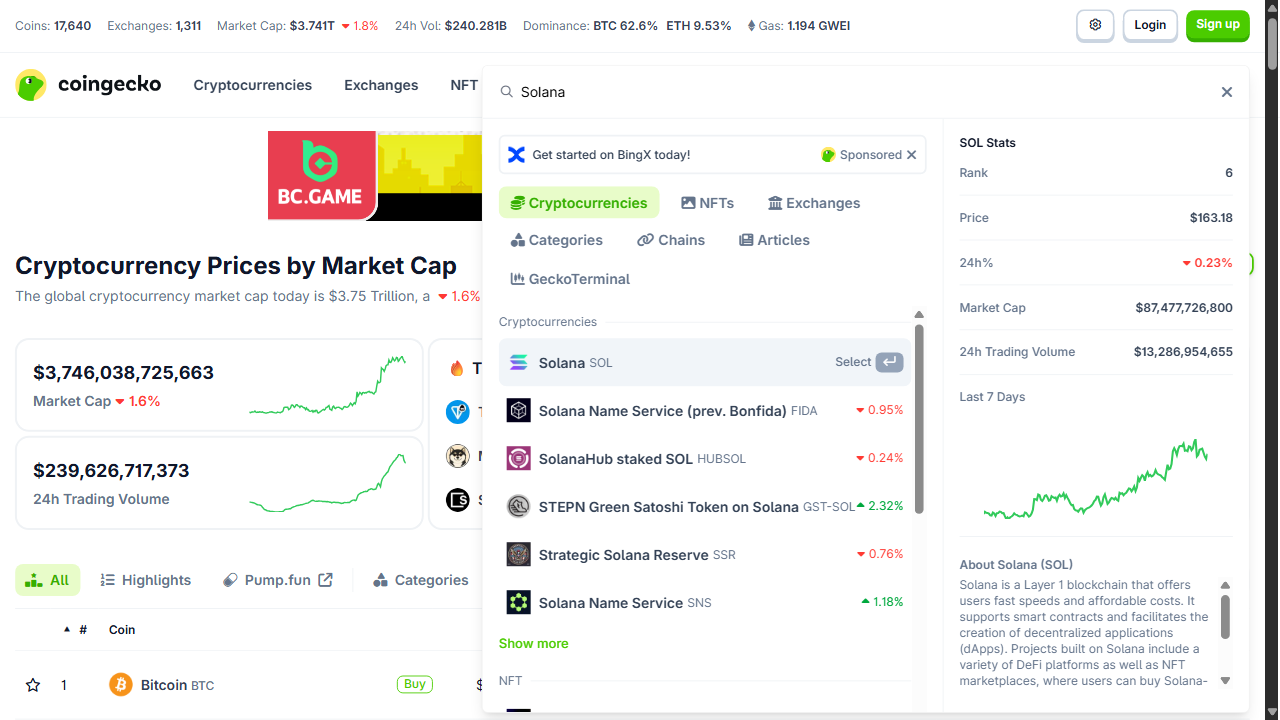 Coins: 17,640 Exchanges: 1,311 Market Cap: $3.741T 1.8% 24h Vol: $240.281B Dominance: BTC 62.6% ETH 9.53% Gas: 1.194 GWEI
Login
Sign up
coingecko
Cryptocurrencies
Exchanges
NFT
Solana
BC.GAME
Get started on BingX today!
Sponsored
Cryptocurrencies
NFTs
Exchanges
Categories
Chains
Articles
GeckoTerminal
Cryptocurrencies
Solana SOL
Select
Solana Name Service (prev. Bonfida) FIDA 0.95%
SolanaHub staked SOL HUBSOL 0.24%
STEPN Green Satoshi Token on Solana GST-SOL 2.32%
Strategic Solana Reserve SSR 0.76%
Solana Name Service SNS 1.18%
Show more
NFT
SOL Stats
Rank 6
Price $163.18
24h% 0.23%
Market Cap $87,477,726,800
24h Trading Volume $13,286,954,655
Last 7 Days
About Solana (SOL)
Solana is a Layer 1 blockchain that offers
users fast speeds and affordable costs. It
supports smart contracts and facilitates the
creation of decentralized applications
(dApps). Projects built on Solana include a
variety of DeFi platforms as well as NFT
marketplaces, where users can buy Solana-
Cryptocurrency Prices by Market Cap
The global cryptocurrency market cap today is $3.75 Trillion, a 1.6%
$3,746,038,725,663
Market Cap 1.6%
$239,626,717,373
24h Trading Volume
All
Highlights
Pump.fun
Categories
# Coin
1 Bitcoin BTC Buy $